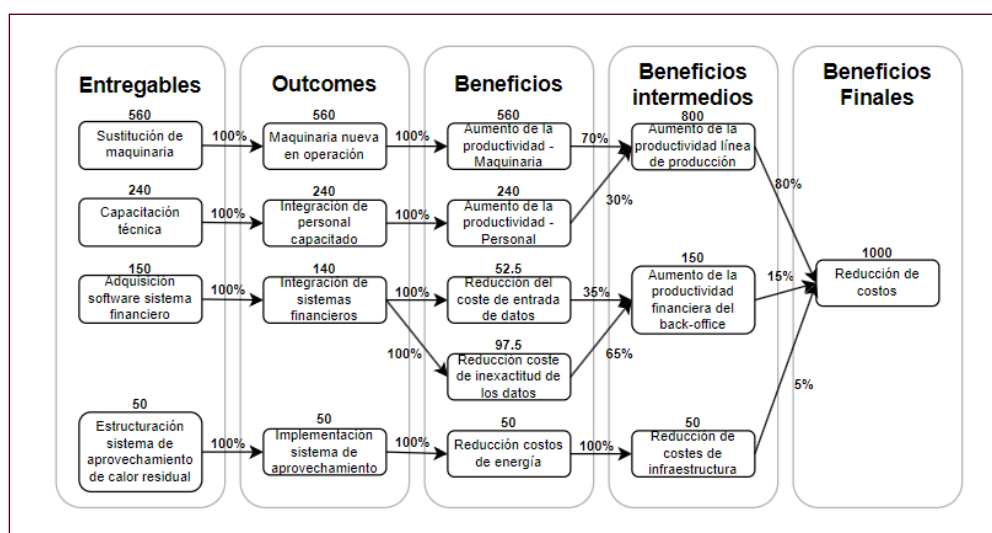 Entregables
Outcomes
Beneficios
Beneficios
intermedios
Beneficios
Finales
560
Sustitución de
maquinaria
100%
560
Maquinaria nueva
en operación
100%
560
Aumento de la
productividad -
Maquinaria
70%
800
Aumento de la
productividad línea
de producción
80%
240
Capacitación
técnica
100%
240
Integración de
personal
capacitado
100%
240
Aumento de la
productividad -
Personal
30%
150
Adquisición
software sistema
financiero
100%
140
Integración de
sistemas
financieros
100%
52.5
Reducción del
coste de entrada
de datos
35%
150
Aumento de la
productividad
financiera del
back-office
15%
1000
Reducción de
costos
100%
97.5
Reducción coste
de inexactitud de
los datos
65%
5%
50
Estructuración
sistema de
aprovechamiento
de calor residual
100%
50
Implementación
sistema de
aprovechamiento
100%
50
Reducción costos
de energía
100%
50
Reducción de
costes de
infraestructura